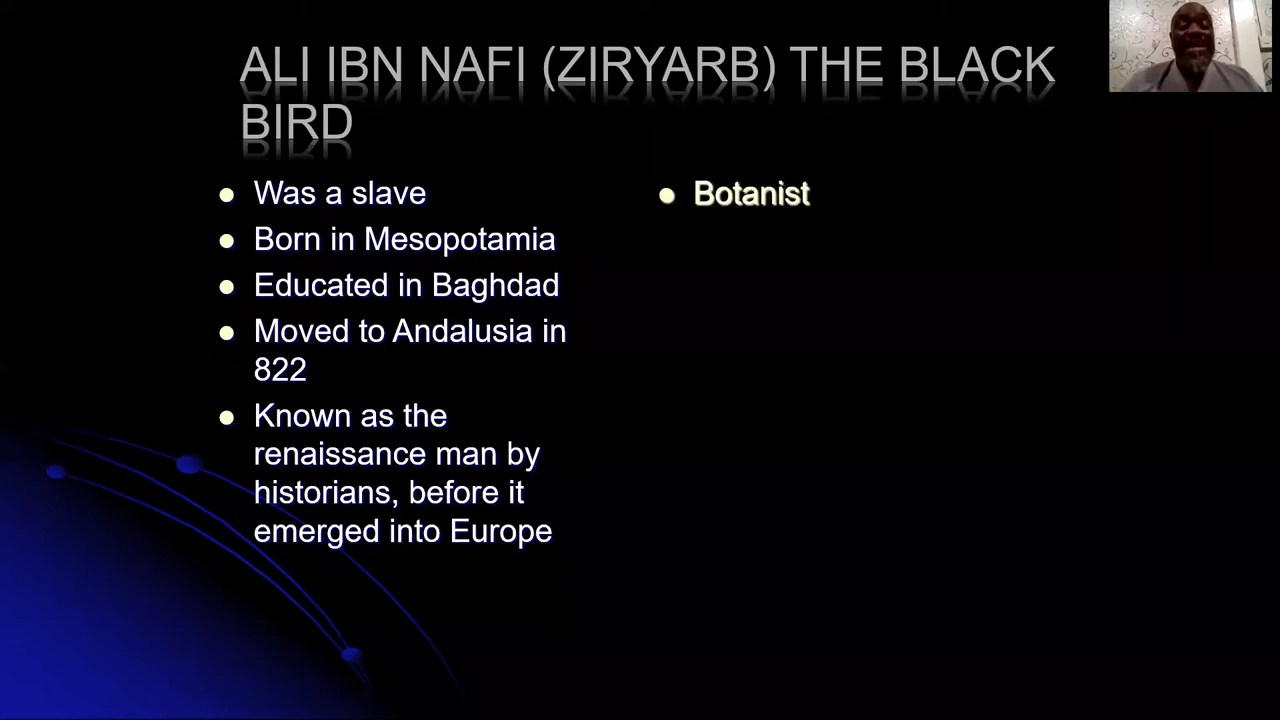 ALI IBN NAFI (ZIRYARB) THE BLACK
BIRD
Was a slave
Born in Mesopotamia
Educated in Baghdad
Moved to Andalusia in
822
Known as the
renaissance man by
historians, before it
emerged into Europe
Botanist